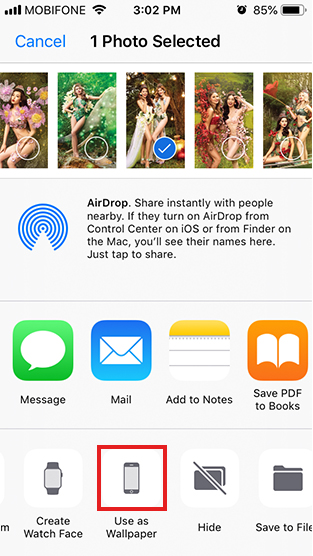 MOBIFONE 3:02 PM 85%
Cancel 1 Photo Selected
AirDrop. Share instantly with people
nearby. If they turn on AirDrop from
Control Center on iOS or from Finder on
the Mac, you'll see their names here.
Just tap to share.
Message Mail Add to Notes Save PDF
to Books
m Create
Watch Face Use as
Wallpaper Hide Save to File